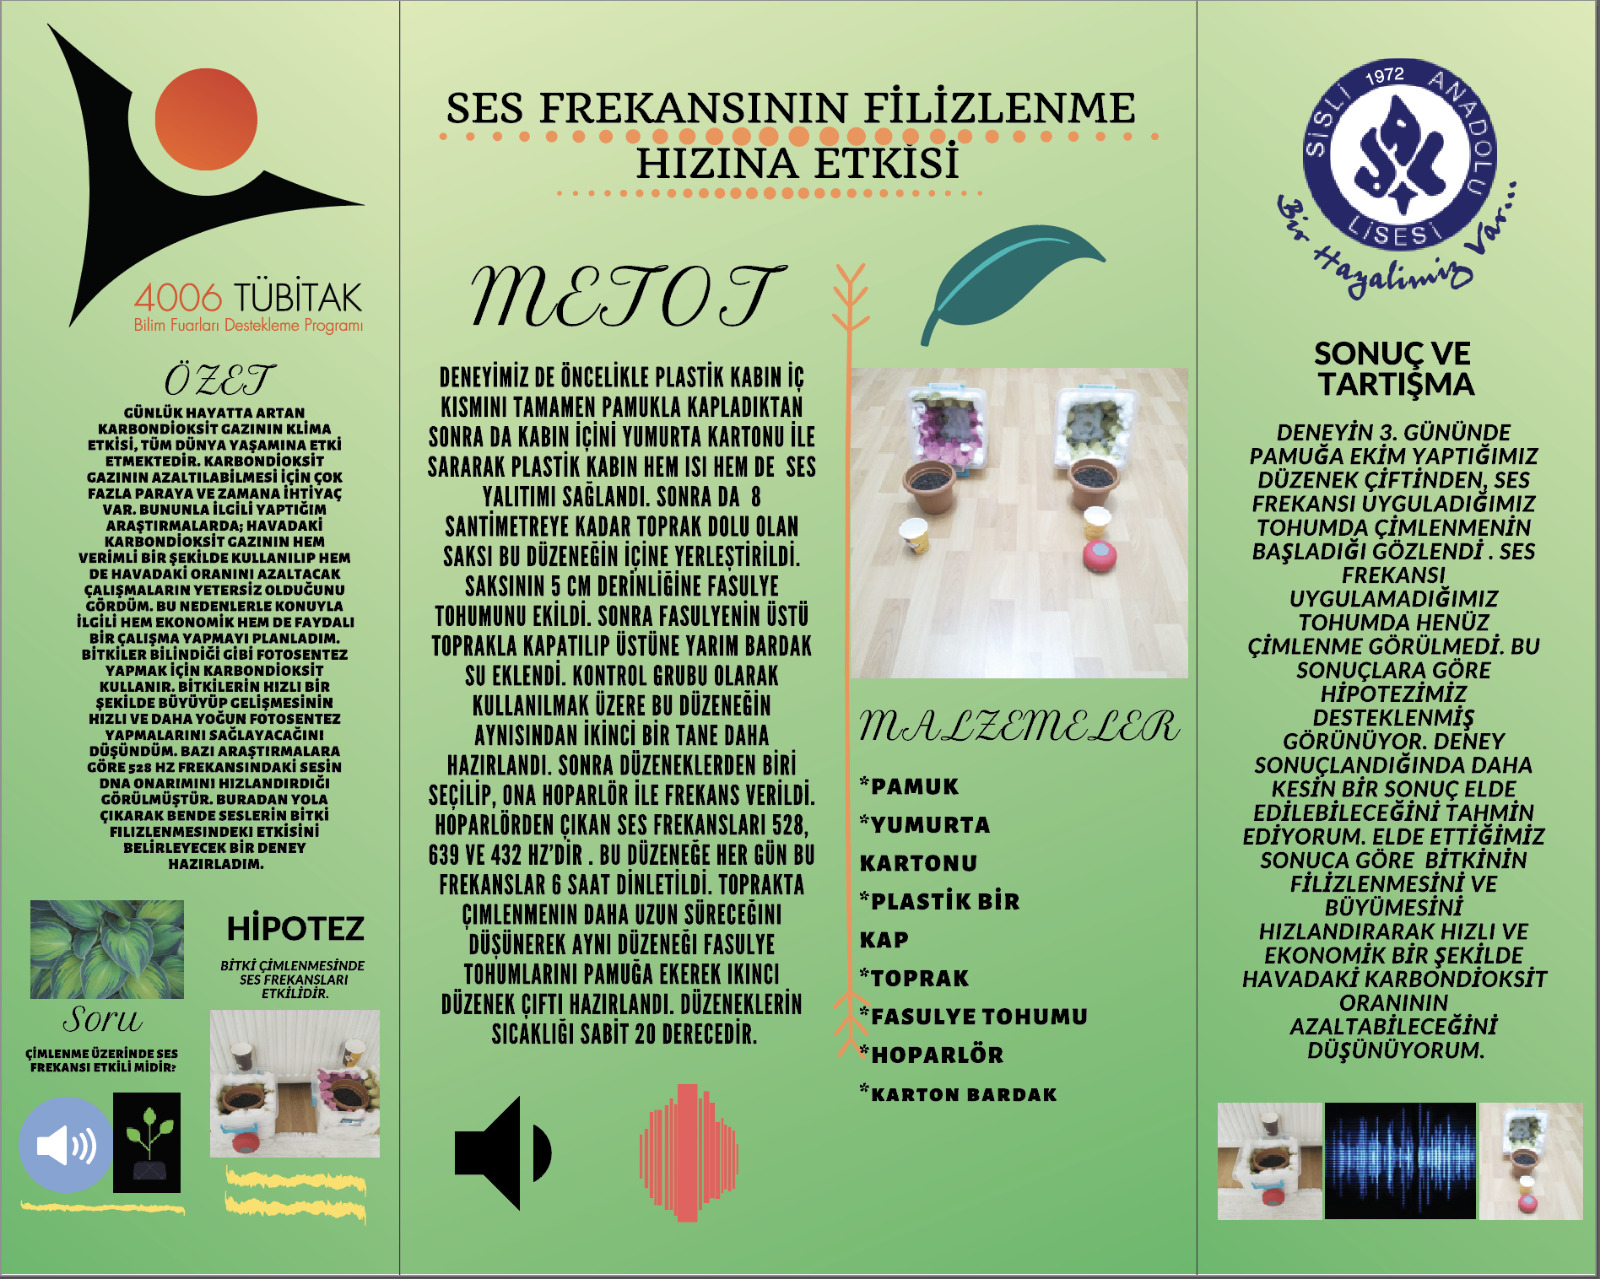 4006 TÜBİTAK
Bilim Fuarları Destekleme Programı
ÖZET
GÜNLÜK HAYATTA ARTAN
KARBONDİOKSİT GAZININ KLİMA
ETKİSİ, TÜM DÜNYA YAŞAMINA ETKİ
ETMEKTEDİR. KARBONDİOKSİT
GAZININ AZALTILABİLMESİ İÇİN ÇOK
FAZLA PARAYA VE ZAMANA İHTİYAÇ
VAR. BUNUNLA İLGİLİ YAPTIĞIM
ARAŞTIRMALARDA; HAVADAKİ
KARBONDİOKSİT GAZININ HEM
VERİMLİ BİR ŞEKİLDE KULLANILIP HEM
DE HAVADAKİ ORANINI AZALTACAK
ÇALIŞMALARIN YETERSİZ OLDUĞUNU
GÖRDÜM. BU NEDENLERLE KONUYLA
İLGİLİ HEM EKONOMİK HEM DE FAYDALI
BİR ÇALIŞMA YAPMAYI PLANLADIM.
BİTKİLER BİLİNDİĞİ GİBİ FOTOSENTEZ
YAPMAK İÇİN KARBONDİOKSİT
KULLANIR. BİTKİLERİN HIZLI BİR
ŞEKİLDE BÜYÜYÜP GELİŞMESİNİN
HIZLI VE DAHA YOĞUN FOTOSENTEZ
YAPMALARINI SAĞLAYACAĞINI
DÜŞÜNDÜM. BAZI ARAŞTIRMALARA
GÖRE 528 HZ FREKANSINDAKİ SESİN
DNA ONARIMINI HIZLANDIRDIĞI
GÖRÜLMÜŞTÜR. BURADAN YOLA
ÇIKARAK BENDE SESLERİN BİTKİ
FILIZLENMESINDEKI ETKİSİNİ
BELİRLEYECEK BİR DENEY
HAZIRLADIM.
HİPOTEZ
BİTKİ ÇİMLENMESİNDE
SES FREKANSLARI
ETKİLİDİR.
Soru
ÇİMLENME ÜZERİNDE SES
FREKANSI ETKİLİ MİDİR?
SES FREKANSININ FİLİZLENME
HIZINA ETKİSİ
METOT
DENEYİMİZ DE ÖNCELİKLE PLASTİK KABIN İÇ
KISMINI TAMAMEN PAMUKLA KAPLADIKTAN
SONRA DA KABIN İÇİNİ YUMURTA KARTONU İLE
SARARAK PLASTİK KABIN HEM ISI HEM DE SES
YALITIMI SAĞLANDI. SONRA DA 8
SANTİMETREYE KADAR TOPRAK DOLU OLAN
SAKSI BU DÜZENEĞİN İÇİNE YERLEŞTİRİLDİ.
SAKSININ 5 CM DERİNLİĞİNE FASULYE
TOHUMUNU EKİLDİ. SONRA FASULYENİN ÜSTÜ
TOPRAKLA KAPATILIP ÜSTÜNE YARIM BARDAK
SU EKLENDİ. KONTROL GRUBU OLARAK
KULLANILMAK ÜZERE BU DÜZENEĞİN
AYNISINDAN İKİNCİ BİR TANE DAHA
HAZIRLANDI. SONRA DÜZENEKLERDEN BİRİ
SEÇİLİP, ONA HOPARLÖR İLE FREKANS VERİLDİ.
HOPARLÖRDEN ÇIKAN SES FREKANSLARI 528,
639 VE 432 HZ'DİR . BU DÜZENEĞE HER GÜN BU
FREKANSLAR 6 SAAT DİNLETİLDİ. TOPRAKTA
ÇIMLENMENIN DAHA UZUN SÜRECEĞINI
DÜŞÜNEREK AYNI DÜZENEĞI FASULYE
TOHUMLARINI PAMUĞA EKEREK IKINCI
DÜZENEK ÇIFTI HAZIRLANDI. DÜZENEKLERİN
SICAKLIĞI SABİT 20 DERECEDİR.
MALZEMELER
*PAMUK
*YUMURTA
KARTONU
*PLASTİK BİR
KAP
*TOPRAK
*FASULYE TOHUMU
*HOPARLÖR
*KARTON BARDAK
1972
ŞİŞLİ ANADOLU
LİSESİ
Bir Hayalimiz Var...
SONUÇ VE
TARTIŞMA
DENEYİN 3. GÜNÜNDE
PAMUĞA EKİM YAPTIĞIMIZ
DÜZENEK ÇİFTİNDEN, SES
FREKANSI UYGULADIĞIMIZ
TOHUMDA ÇİMLENMENİN
BAŞLADIĞI GÖZLENDİ . SES
FREKANSI
UYGULAMADIĞIMIZ
TOHUMDA HENÜZ
ÇİMLENME GÖRÜLMEDİ. BU
SONUÇLARA GÖRE
HİPOTEZİMİZ
DESTEKLENMİŞ
GÖRÜNÜYOR. DENEY
SONUÇLANDIĞINDA DAHA
KESİN BİR SONUÇ ELDE
EDİLEBİLECEĞİNİ TAHMİN
EDİYORUM. ELDE ETTİĞİMİZ
SONUCA GÖRE BİTKİNİN
FİLİZLENMESİNİ VE
BÜYÜMESİNİ
HIZLANDIRARAK HIZLI VE
EKONOMİK BİR ŞEKİLDE
HAVADAKİ KARBONDİOKSİT
ORANININ
AZALTABİLECEĞİNİ
DÜŞÜNÜYORUM.